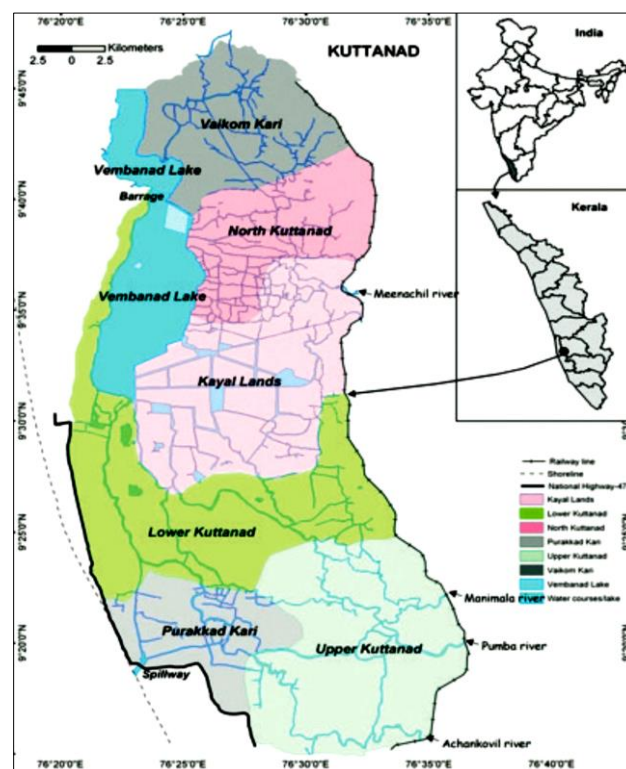 76°20'0"E 76°25'0"E 76°30'0"E 76°35'0"E
2.5 0 2.5 Kilometers
KUTTANAD
India
9°45'0"N
Vaikom Kari
Vembanad Lake
9°40'0"N
Barrage
Kerala
North Kuttanad
Meenachil river
9°35'0"N
Vembanad Lake
Kayal Lands
9°30'0"N
Railway line
Shoreline
National Highway-47
Kayal Lands
Lower Kuttanad
North Kuttanad
Purakkad Kari
Upper Kuttanad
Vaikom Kari
Vembanad Lake
Water courses/lake
9°25'0"N
Lower Kuttanad
Manimala river
9°20'0"N
Purakkad Kari
Upper Kuttanad
Pumba river
Spillway
Achankovil river
76°20'0"E 76°25'0"E 76°30'0"E 76°35'0"E 76°40'0"E